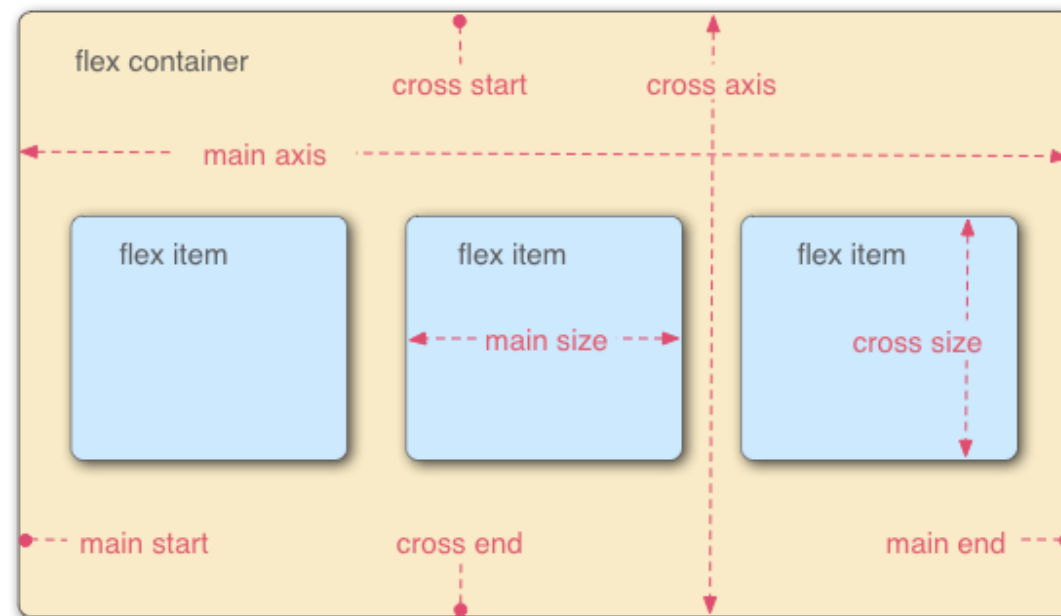 flex container
cross start
cross axis
main axis
flex item
flex item
flex item
main size
cross size
main start
cross end
main end